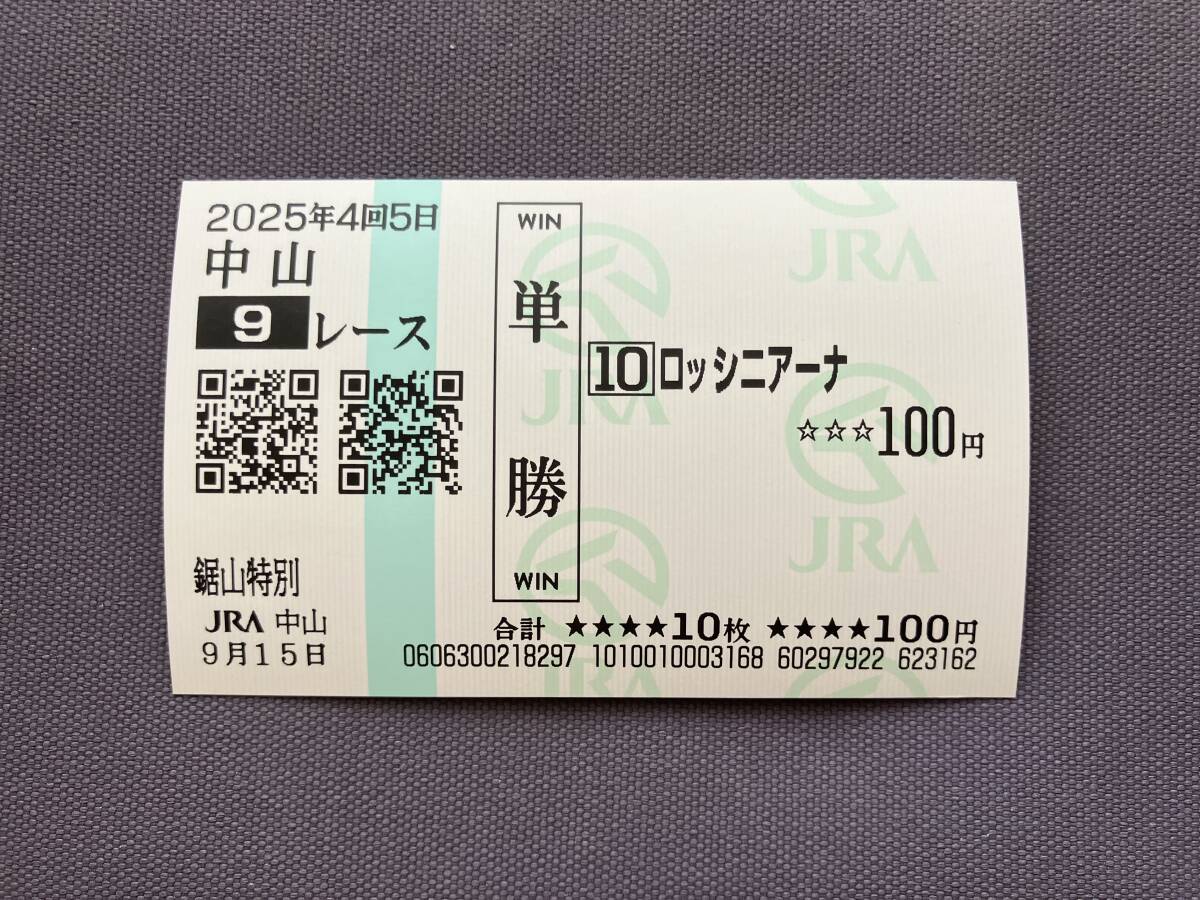 2025年4回5日
中山
9レース
鋸山特別
JRA 中山
9月15日
WIN
単勝
WIN
10ロッシニアーナ
☆☆☆100円
合計 ★★★★10枚 ★★★★100円
0606300218297 1010010003168 60297922 623162
JRA
JRA
JRA
JRA